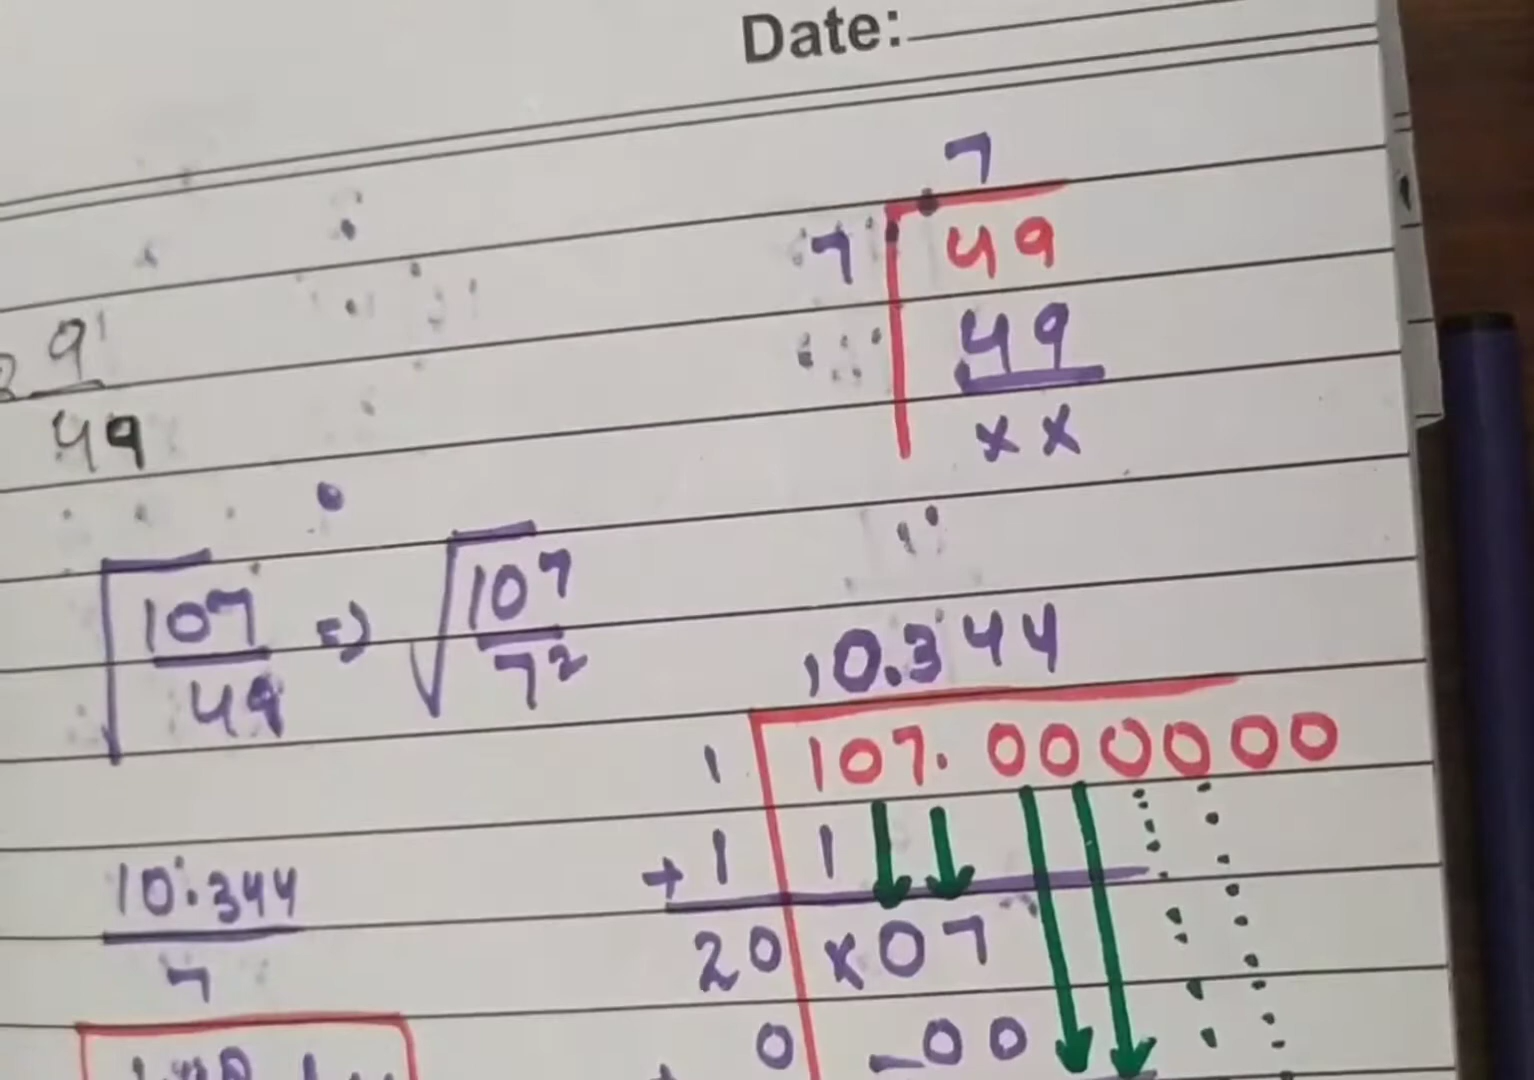 Date:
7
7 49
49
x x
9
49
√107/49 => √107/7²
10.344
1 107.000000
+1 1
20 x07
0 _00
10.344
7